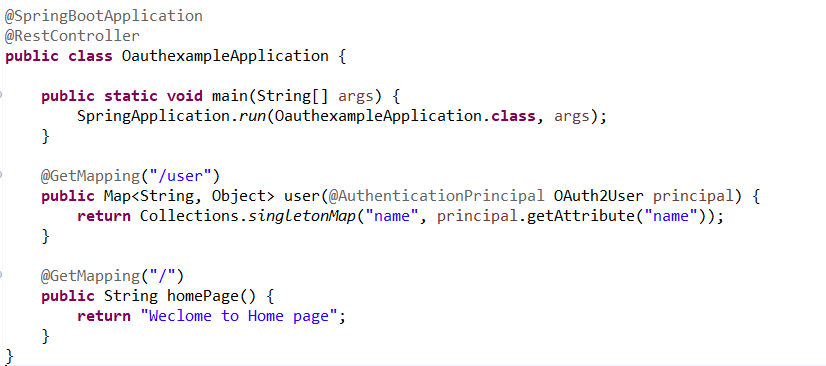 @SpringBootApplication
@RestController
public class OauthexampleApplication {
public static void main(String[] args) {
SpringApplication.run(OauthexampleApplication.class, args);
}
@GetMapping("/user")
public Map<String, Object> user(@AuthenticationPrincipal OAuth2User principal) {
return Collections.singletonMap("name", principal.getAttribute("name"));
}
@GetMapping("/")
public String homePage() {
return "Weclome to Home page";
}
}